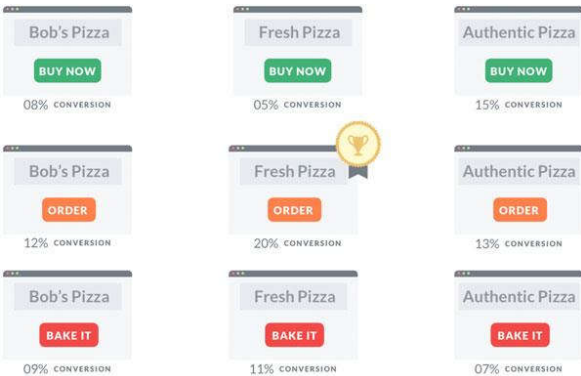 Bob's Pizza
BUY NOW
08% CONVERSION
Fresh Pizza
BUY NOW
05% CONVERSION
Authentic Pizza
BUY NOW
15% CONVERSION
Bob's Pizza
ORDER
12% CONVERSION
Fresh Pizza
ORDER
20% CONVERSION
Authentic Pizza
ORDER
13% CONVERSION
Bob's Pizza
BAKE IT
09% CONVERSION
Fresh Pizza
BAKE IT
11% CONVERSION
Authentic Pizza
BAKE IT
07% CONVERSION